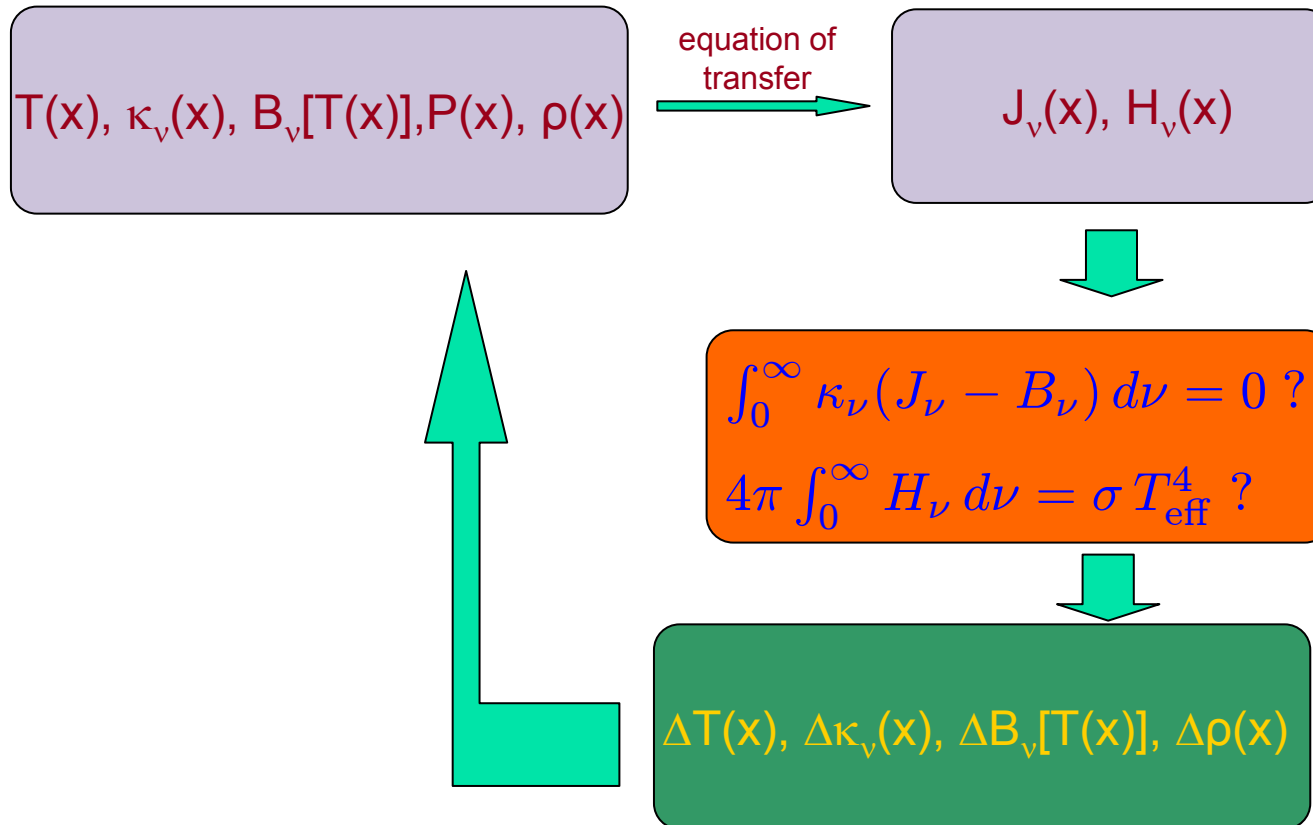 T(x), κν(x), Bν[T(x)],P(x), ρ(x)
equation of
transfer
Jν(x), Hν(x)
∫₀^∞ κν(Jν − Bν) dν = 0 ?
4π ∫₀^∞ Hν dν = σ T⁴eff ?
ΔT(x), Δκν(x), ΔBν[T(x)], Δρ(x)